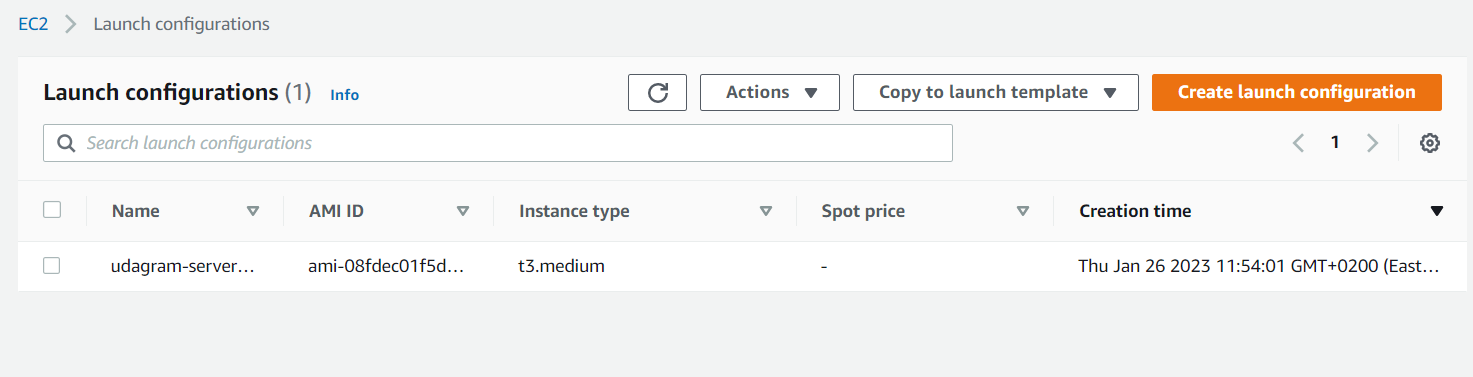 EC2 Launch configurations
Launch configurations (1) Info Actions Copy to launch template Create launch configuration
Search launch configurations 1
Name AMI ID Instance type Spot price Creation time
udagram-server… ami-08fdec01f5d… t3.medium - Thu Jan 26 2023 11:54:01 GMT+0200 (East…